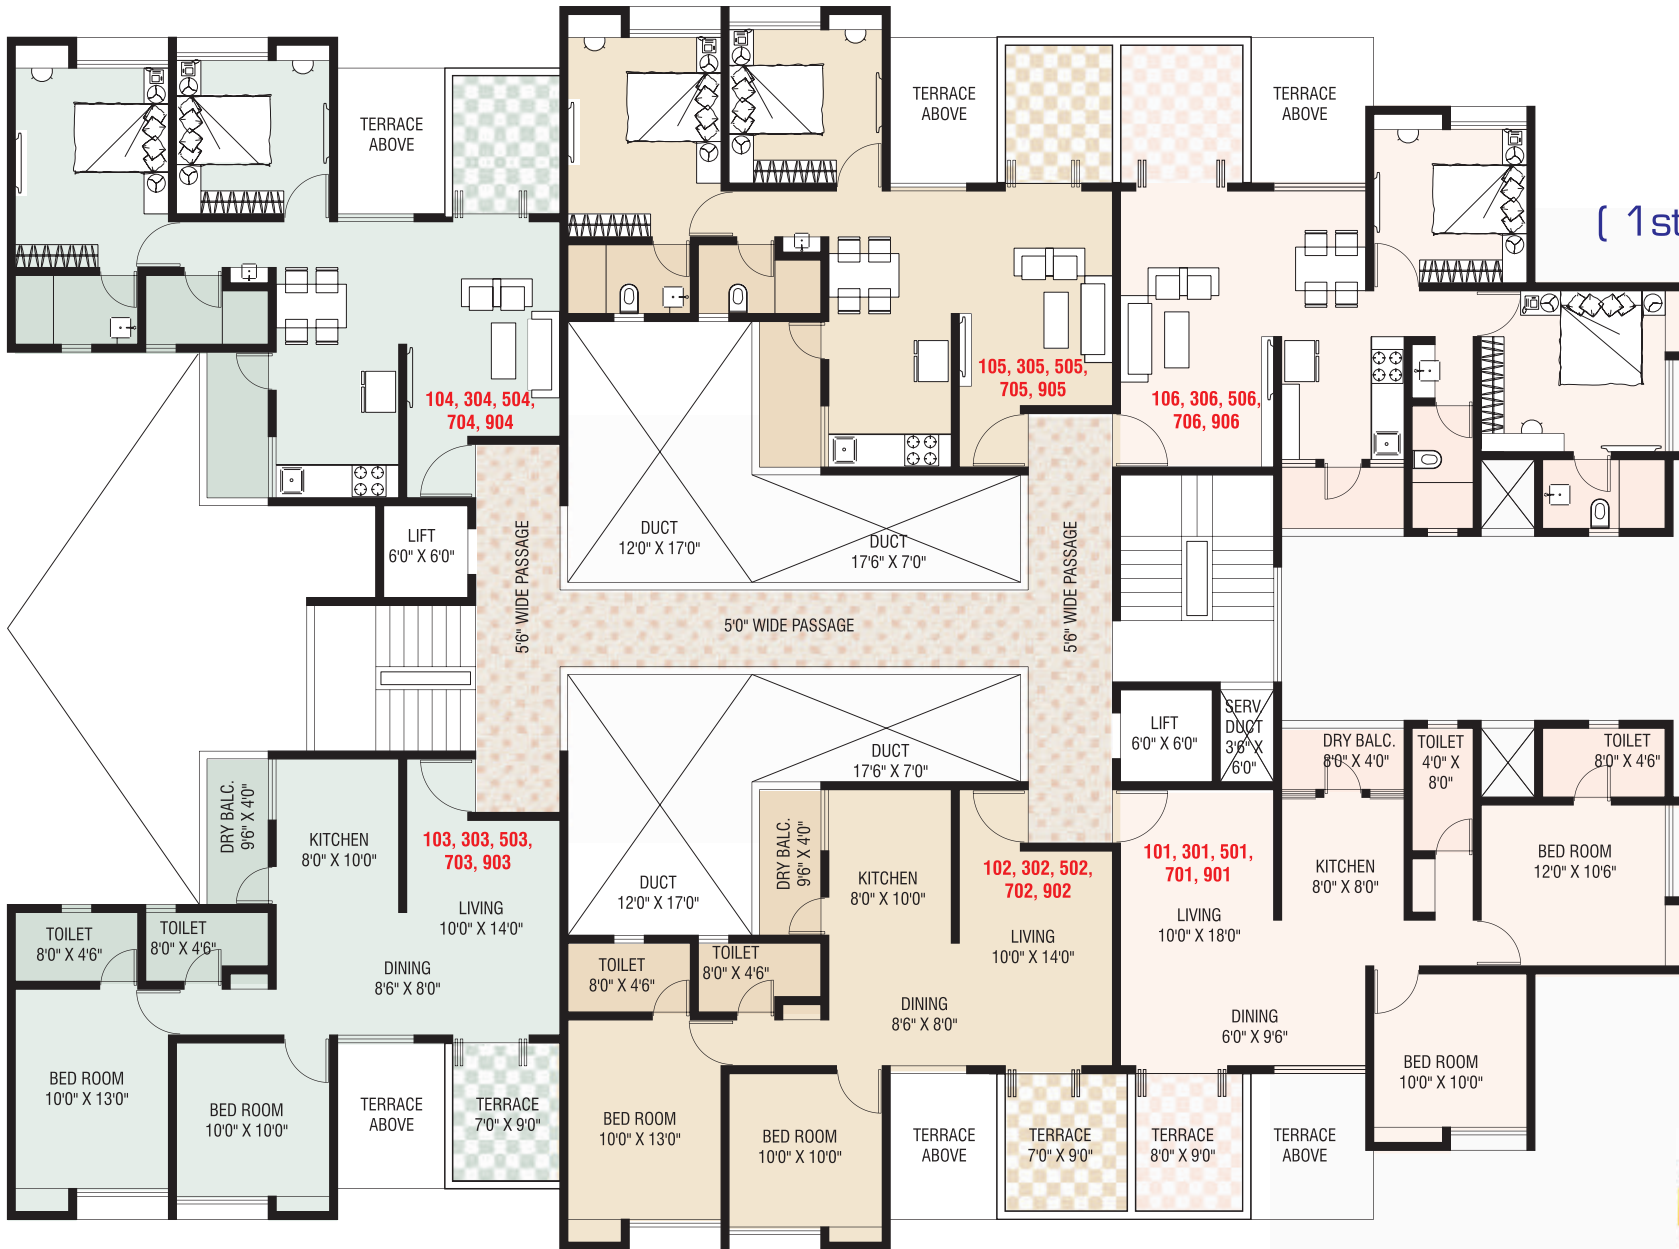 TERRACE
ABOVE
TERRACE
ABOVE
TERRACE
ABOVE
( 1st
104, 304, 504,
704, 904
105, 305, 505,
705, 905
106, 306, 506,
706, 906
LIFT
6'0" X 6'0"
5'6" WIDE PASSAGE
DUCT
12'0" X 17'0"
DUCT
17'6" X 7'0"
5'6" WIDE PASSAGE
5'0" WIDE PASSAGE
DUCT
17'6" X 7'0"
DUCT
12'0" X 17'0"
LIFT
6'0" X 6'0"
SERV.
DUCT
3'6" X
6'0"
DRY BALC.
8'0" X 4'0"
TOILET
4'0" X
8'0"
TOILET
8'0" X 4'6"
DRY BALC.
9'6" X 4'0"
KITCHEN
8'0" X 10'0"
103, 303, 503,
703, 903
LIVING
10'0" X 14'0"
TOILET
8'0" X 4'6"
TOILET
8'0" X 4'6"
DINING
8'6" X 8'0"
BED ROOM
10'0" X 13'0"
BED ROOM
10'0" X 10'0"
TERRACE
ABOVE
TERRACE
7'0" X 9'0"
DRY BALC.
9'6" X 4'0"
KITCHEN
8'0" X 10'0"
102, 302, 502,
702, 902
LIVING
10'0" X 14'0"
TOILET
8'0" X 4'6"
TOILET
8'0" X 4'6"
DINING
8'6" X 8'0"
BED ROOM
10'0" X 13'0"
BED ROOM
10'0" X 10'0"
TERRACE
ABOVE
TERRACE
7'0" X 9'0"
101, 301, 501,
701, 901
LIVING
10'0" X 18'0"
KITCHEN
8'0" X 8'0"
BED ROOM
12'0" X 10'6"
DINING
6'0" X 9'6"
BED ROOM
10'0" X 10'0"
TERRACE
8'0" X 9'0"
TERRACE
ABOVE